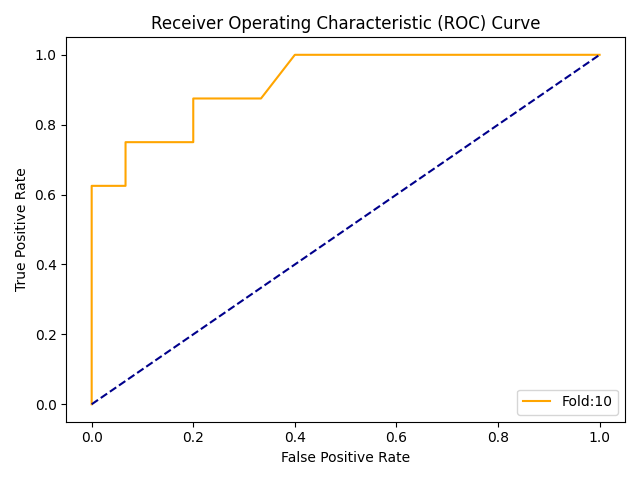 Receiver Operating Characteristic (ROC) Curve
1.0
0.8
0.6
0.4
0.2
0.0
True Positive Rate
0.0 0.2 0.4 0.6 0.8 1.0
False Positive Rate
Fold:10